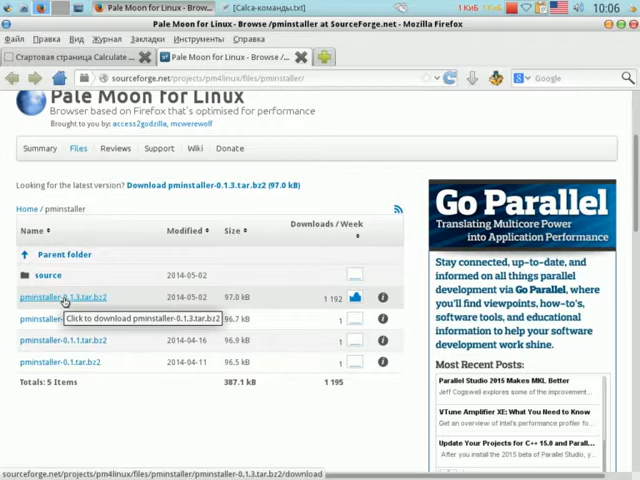 Pale Moon for Linux - Brow...
[Calca-команды.txt]
1 КиБ
6 КиБ
10:06
Pale Moon for Linux - Browse /pminstaller at SourceForge.net - Mozilla Firefox
Файл Правка Вид Журнал Закладки Инструменты Справка
Стартовая страница Calculate ...
Pale Moon for Linux - Browse /...
sourceforge.net/projects/pm4linux/files/pminstaller/
Google
Pale Moon for Linux
Browser based on Firefox that's optimised for performance
Brought to you by: access2godzilla, mcwerewolf
Summary Files Reviews Support Wiki Donate
Looking for the latest version? Download pminstaller-0.1.3.tar.bz2 (97.0 kB)
Home / pminstaller
Name Modified Size Downloads / Week
Parent folder
source 2014-05-02
pminstaller-0.1.3.tar.bz2 2014-05-02 97.0 kB 1 192
Click to download pminstaller-0.1.3.tar.bz2
pminstaller- 96.7 kB 1
pminstaller-0.1.1.tar.bz2 2014-04-16 96.9 kB 1
pminstaller-0.1.tar.bz2 2014-04-11 96.5 kB 1
Totals: 5 Items 387.1 kB 1 195
Go Parallel
Translating Multicore Power
into Application Performance
Stay connected, up-to-date, and
informed on all things parallel
development via Go Parallel, where
you'll find viewpoints, how-to's,
software tools, and educational
information to help you make your
development work shine.
Most Recent Posts
Parallel Studio 2015 Makes MKL Better
Jeff Cogswell explores some of the improvement...
VTune Amplifier XE: What You Need to Know
Overview of Intel's performance profiler fo...
Update Your Projects for C++ 15.0 and Parall...
After you install the 2015 beta of Parallel Studio...
sourceforge.net/projects/pm4linux/files/pminstaller/pminstaller-0.1.3.tar.bz2/download